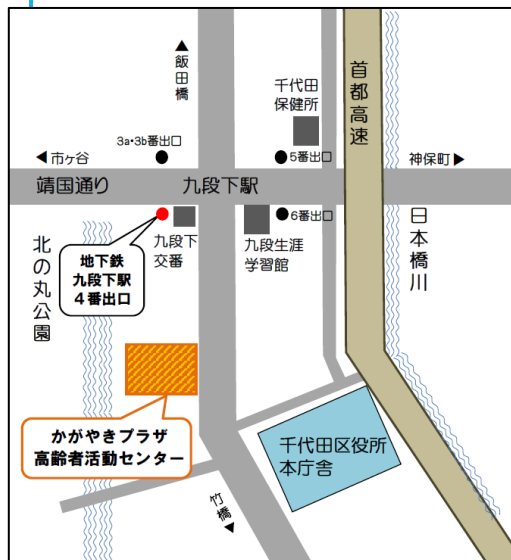 ▲
飯田橋
千代田
保健所
首都高速
3a・3b番出口
5番出口
◀市ヶ谷
神保町▶
靖国通り
九段下駅
6番出口
九段下
交番
九段生涯
学習館
日本橋川
北の丸公園
地下鉄
九段下駅
4番出口
かがやきプラザ
高齢者活動センター
千代田区役所
本庁舎
竹橋▼